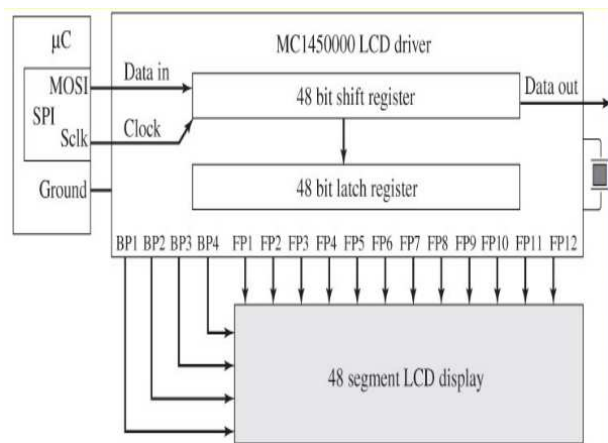 μC
MC1450000 LCD driver
MOSI
Data in
48 bit shift register
Data out
SPI
Sclk
Clock
Ground
48 bit latch register
BP1 BP2 BP3 BP4 FP1 FP2 FP3 FP4 FP5 FP6 FP7 FP8 FP9 FP10 FP11 FP12
48 segment LCD display